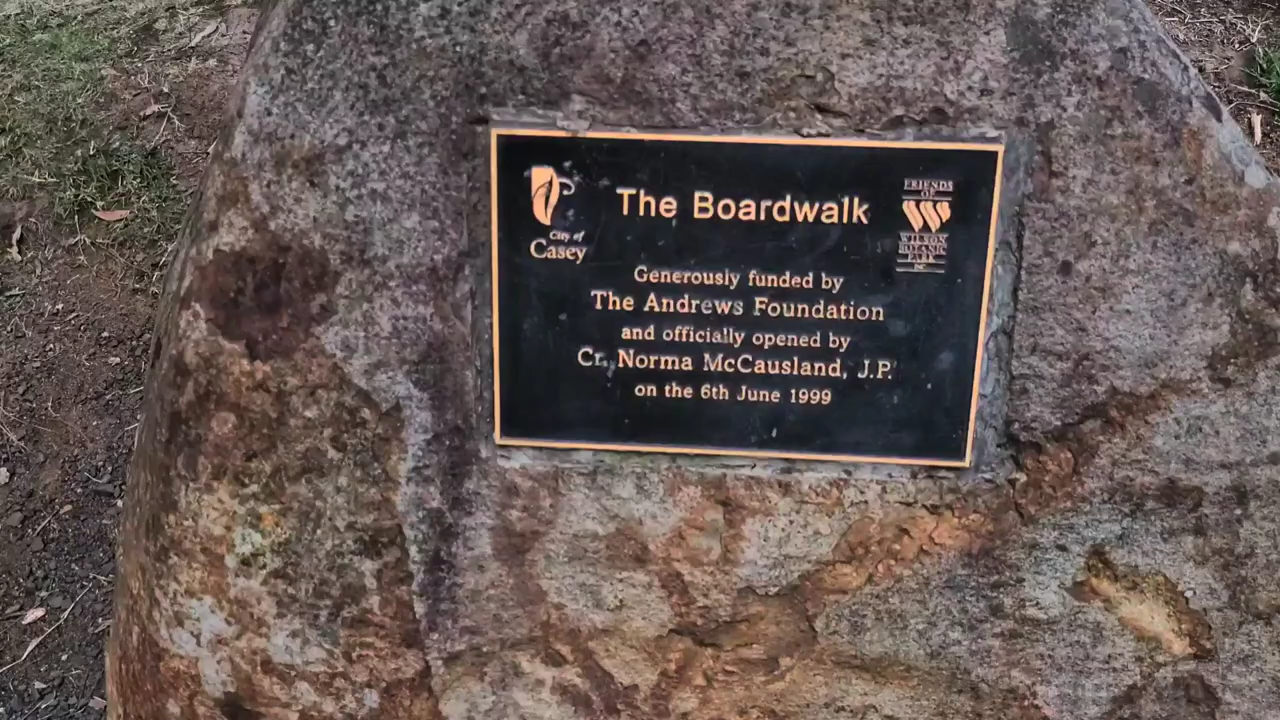 The Boardwalk
City of
Casey
FRIENDS
OF
WILSON
BOTANIC
PARK
INC
Generously funded by
The Andrews Foundation
and officially opened by
Cr. Norma McCausland, J.P.
on the 6th June 1999